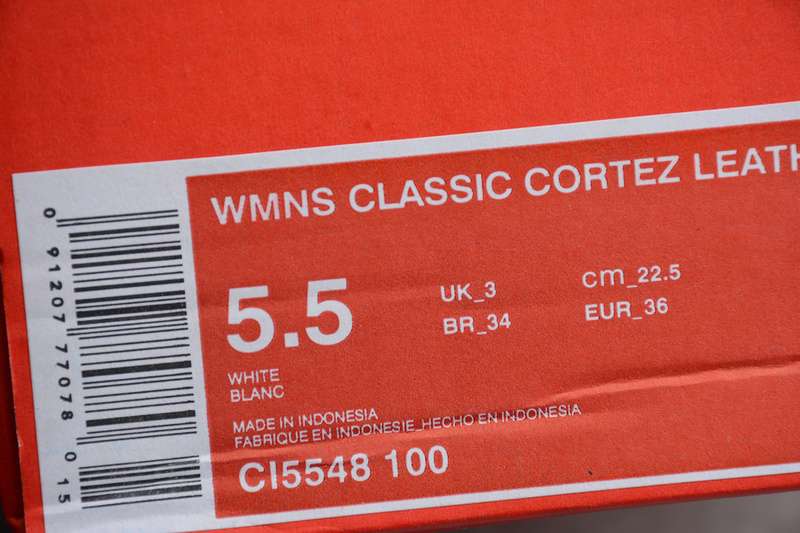 WMNS CLASSIC CORTEZ LEATH
5.5
UK_3
cm_22.5
BR_34
EUR_36
WHITE
BLANC
MADE IN INDONESIA
FABRIQUE EN INDONESIE_HECHO EN INDONESIA
CI5548 100
0 91207 77078 0 15